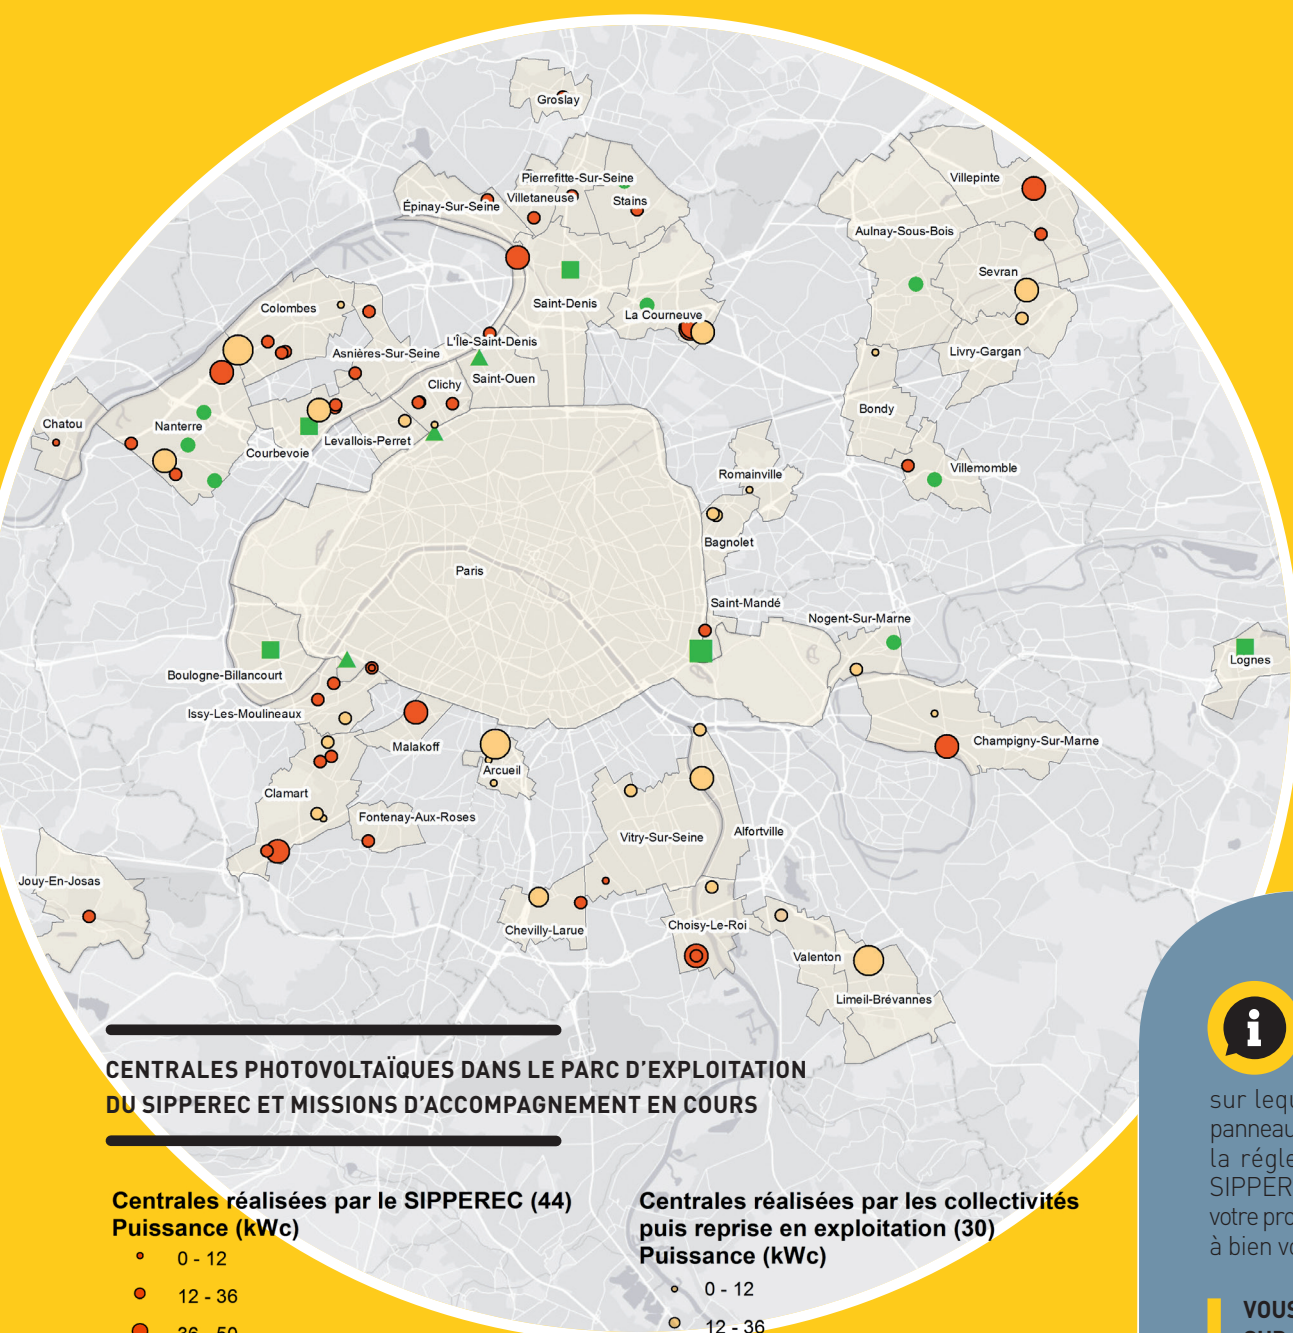 Groslay
Pierrefitte-Sur-Seine
Villetaneuse
Stains
Épinay-Sur-Seine
Villepinte
Aulnay-Sous-Bois
Sevran
Saint-Denis
La Courneuve
Colombes
L'Île-Saint-Denis
Asnières-Sur-Seine
Livry-Gargan
Saint-Ouen
Clichy
Bondy
Chatou
Nanterre
Levallois-Perret
Courbevoie
Villemomble
Romainville
Bagnolet
Paris
Saint-Mandé
Nogent-Sur-Marne
Lognes
Boulogne-Billancourt
Issy-Les-Moulineaux
Malakoff
Champigny-Sur-Marne
Arcueil
Clamart
Fontenay-Aux-Roses
Vitry-Sur-Seine
Alfortville
Jouy-En-Josas
Chevilly-Larue
Choisy-Le-Roi
Valenton
Limeil-Brévannes
CENTRALES PHOTOVOLTAÏQUES DANS LE PARC D'EXPLOITATION
DU SIPPEREC ET MISSIONS D'ACCOMPAGNEMENT EN COURS
Centrales réalisées par le SIPPEREC (44)
Puissance (kWc)
0 - 12
12 - 36
36 - 50
Centrales réalisées par les collectivités
puis reprise en exploitation (30)
Puissance (kWc)
0 - 12
12 - 36
i
sur lequ
panneau
la régle
SIPPER
votre pro
à bien vo
VOUS